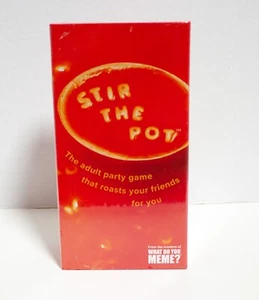 STIR
THE
POT™
The adult party game
that roasts your friends
for you
From the creators of
WHAT DO YOU
MEME?